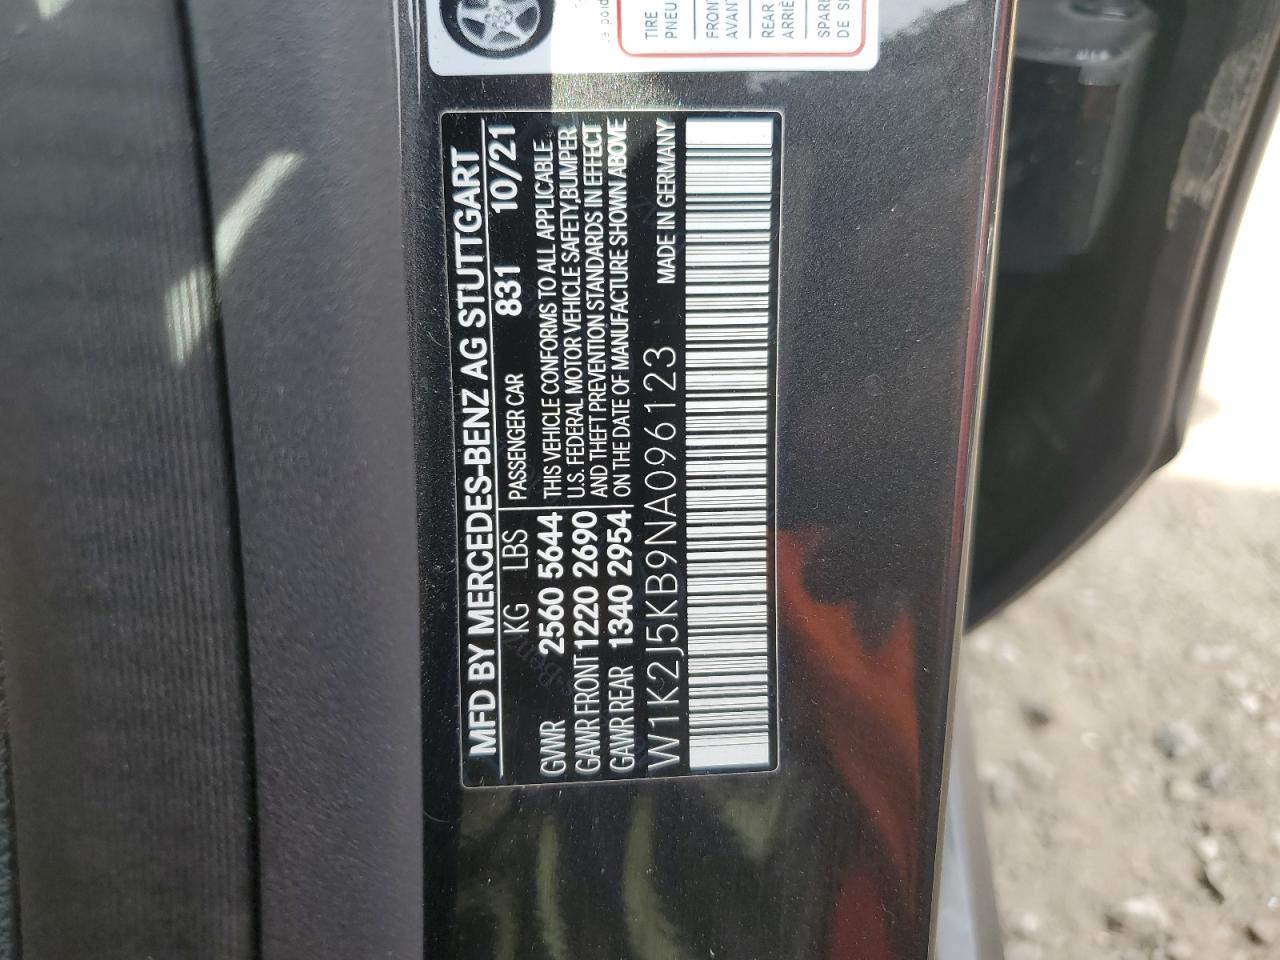 TIRE
PNEU
FRONT
AVANT
REAR
ARRIÈ
SPARE
DE SE
MFD BY MERCEDES-BENZ AG STUTTGART
KG LBS PASSENGER CAR 831 10/21
GVWR 2560 5644 THIS VEHICLE CONFORMS TO ALL APPLICABLE
GAWR FRONT 1220 2690 U.S. FEDERAL MOTOR VEHICLE SAFETY,BUMPER
GAWR REAR 1340 2954 AND THEFT PREVENTION STANDARDS IN EFFECT
ON THE DATE OF MANUFACTURE SHOWN ABOVE
W1K2J5KB9NA096123 MADE IN GERMANY